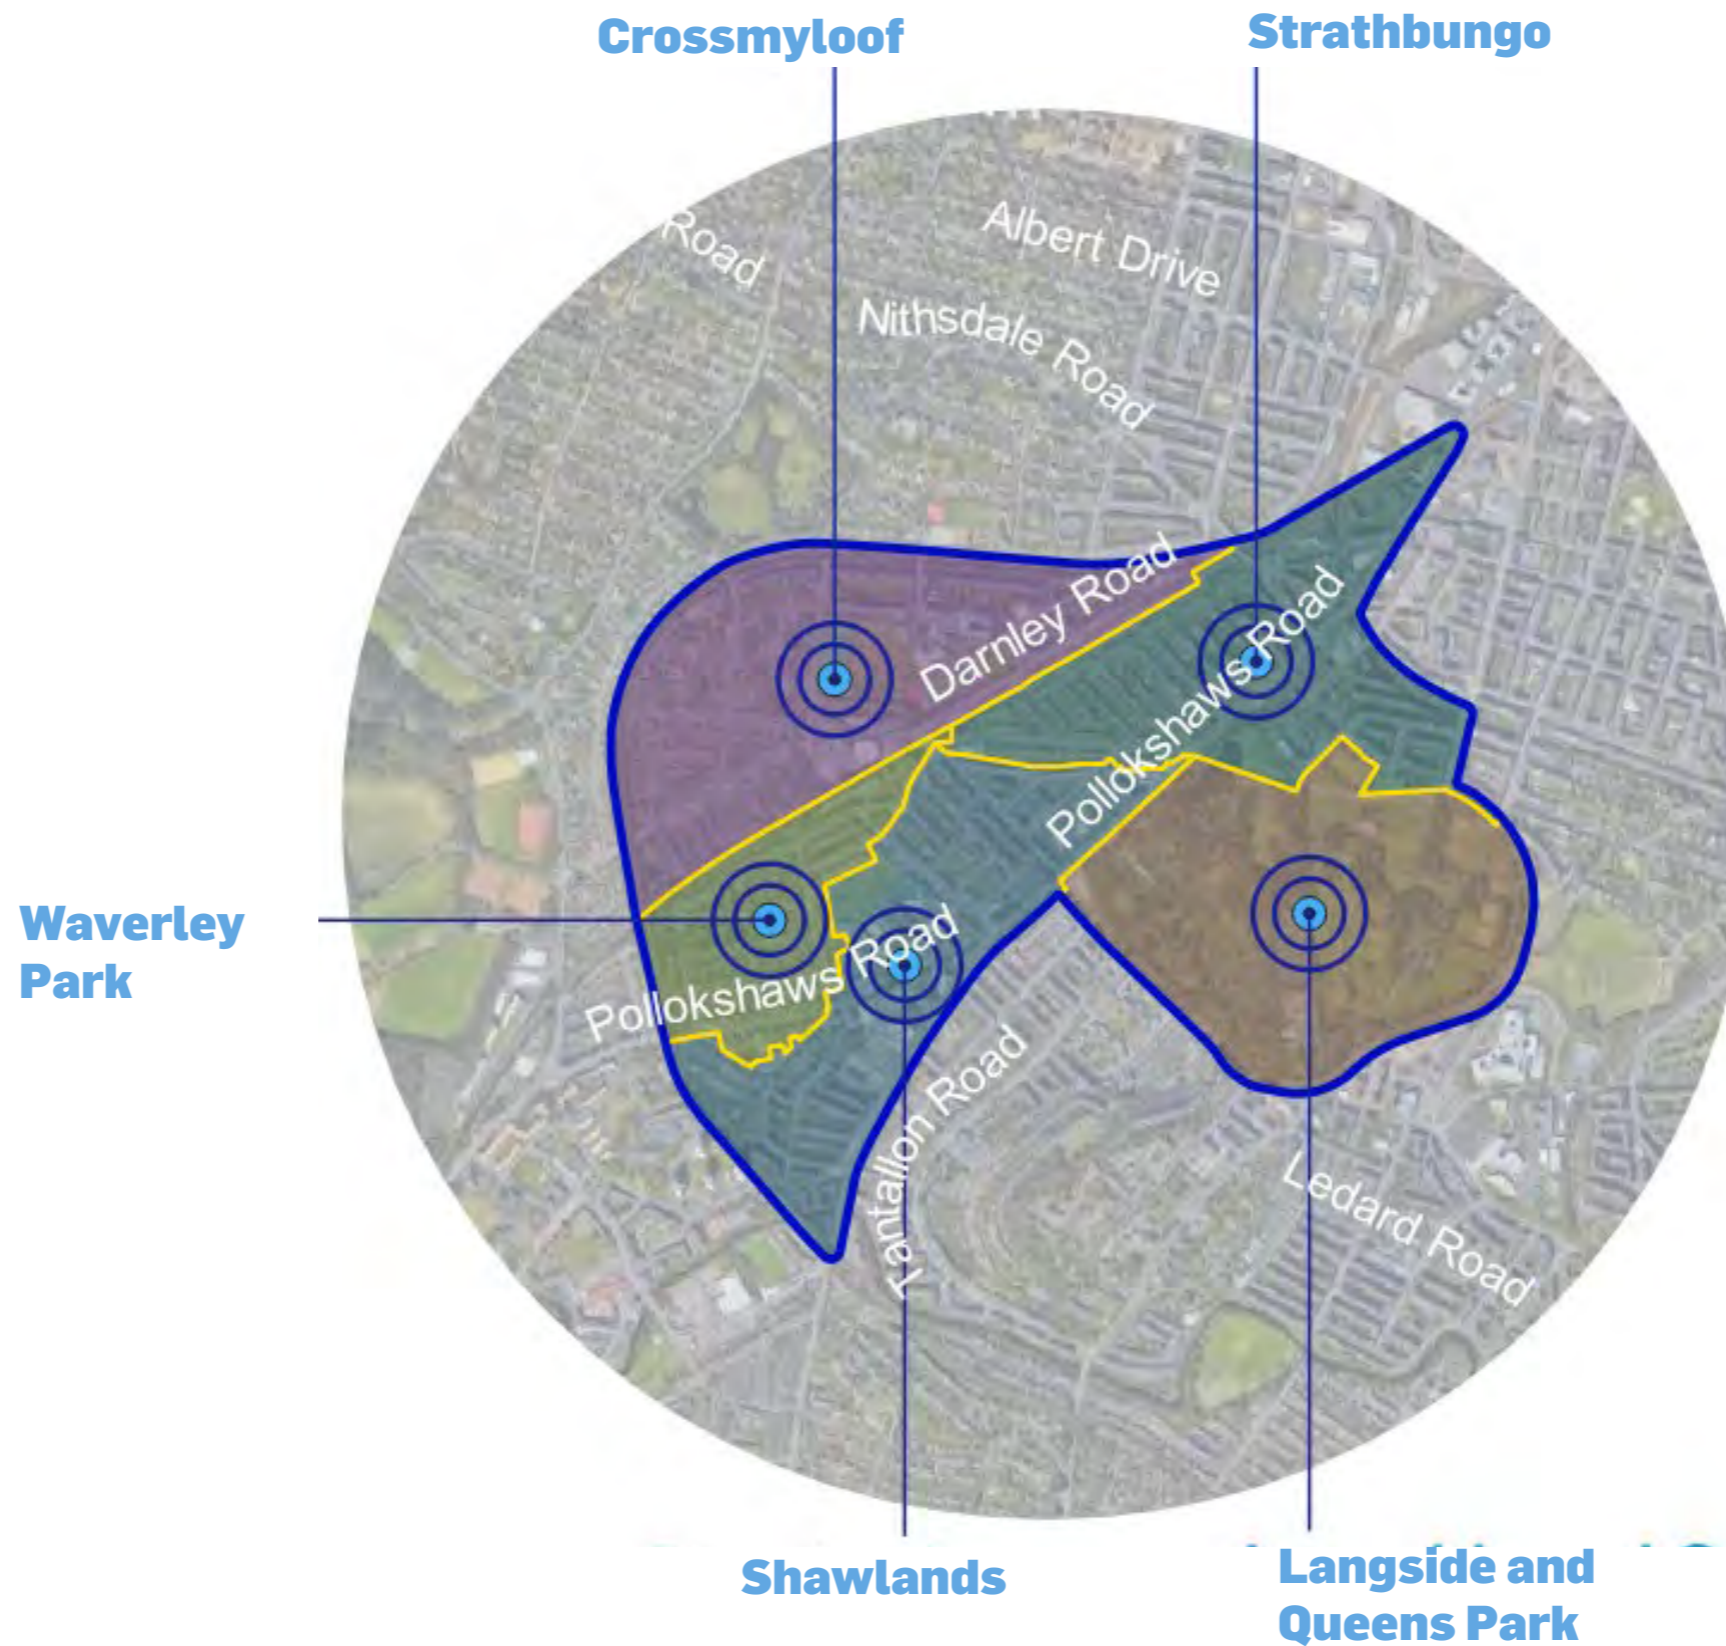 Crossmyloof
Strathbungo
Road
Albert Drive
Nithsdale Road
Darnley Road
Pollokshaws Road
Waverley
Park
Pollokshaws Road
Tantallon Road
Ledard Road
Shawlands
Langside and
Queens Park